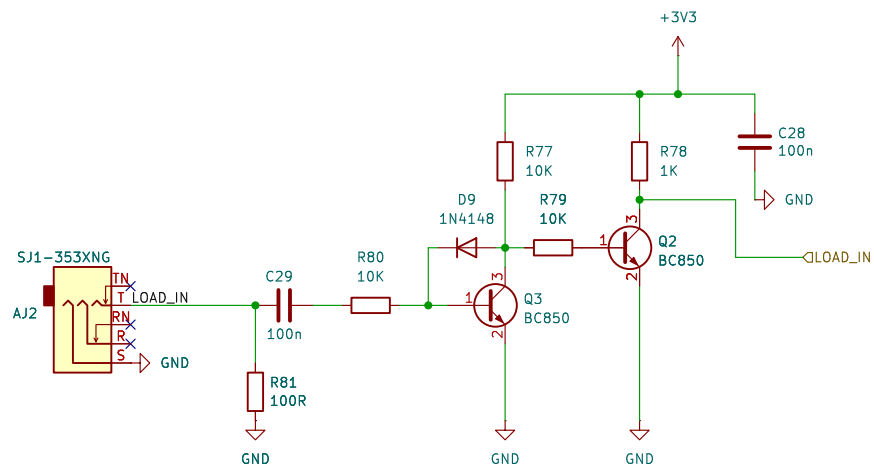 +3V3
R77
10K
R78
1K
C28
100n
GND
D9
1N4148
R79
10K
1
3
2
Q2
BC850
LOAD_IN
SJ1-353XNG
AJ2
TN
T
RN
R
S
LOAD_IN
GND
C29
100n
R80
10K
1
3
2
Q3
BC850
R81
100R
GND
GND
GND